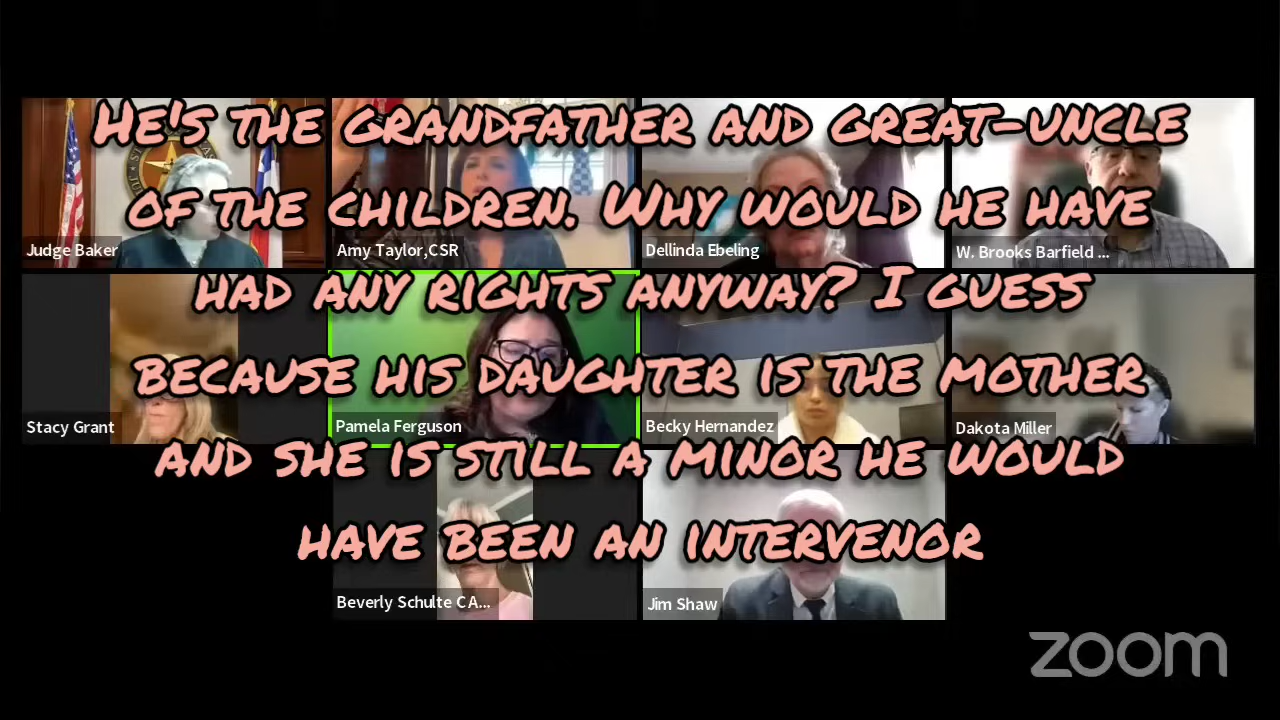 He's the grandfather and great-uncle
of the children. Why would he have
had any rights anyway? I guess
because his daughter is the mother
and she is still a minor he would
have been an intervenor
Judge Baker
Amy Taylor,CSR
Dellinda Ebeling
W. Brooks Barfield ...
Stacy Grant
Pamela Ferguson
Becky Hernandez
Dakota Miller
Beverly Schulte CA...
Jim Shaw
zoom